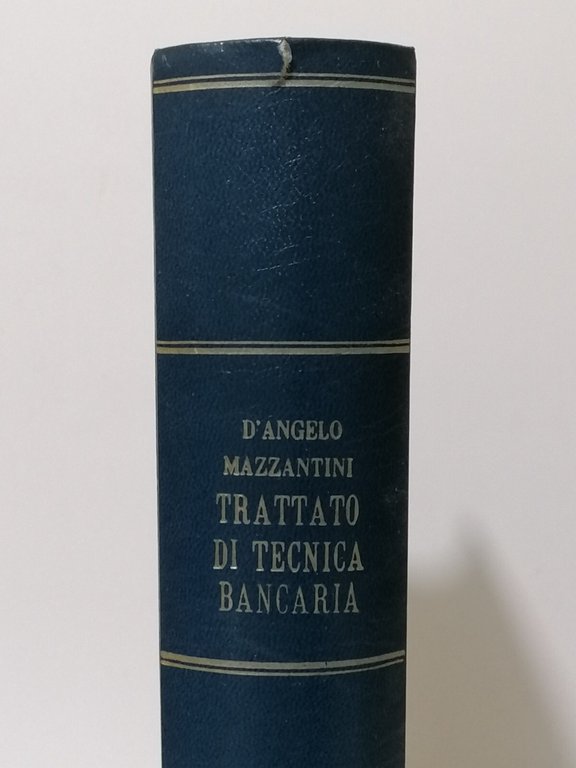 D'ANGELO
MAZZANTINI
TRATTATO
DI TECNICA
BANCARIA